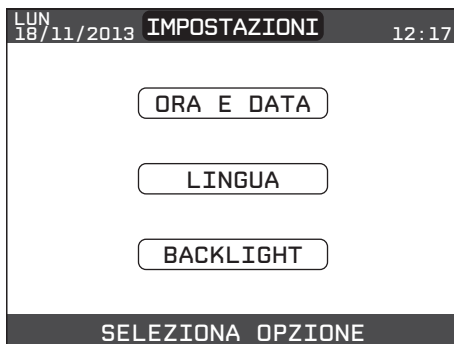 LUN
18/11/2013 IMPOSTAZIONI 12:17
ORA E DATA
LINGUA
BACKLIGHT
SELEZIONA OPZIONE